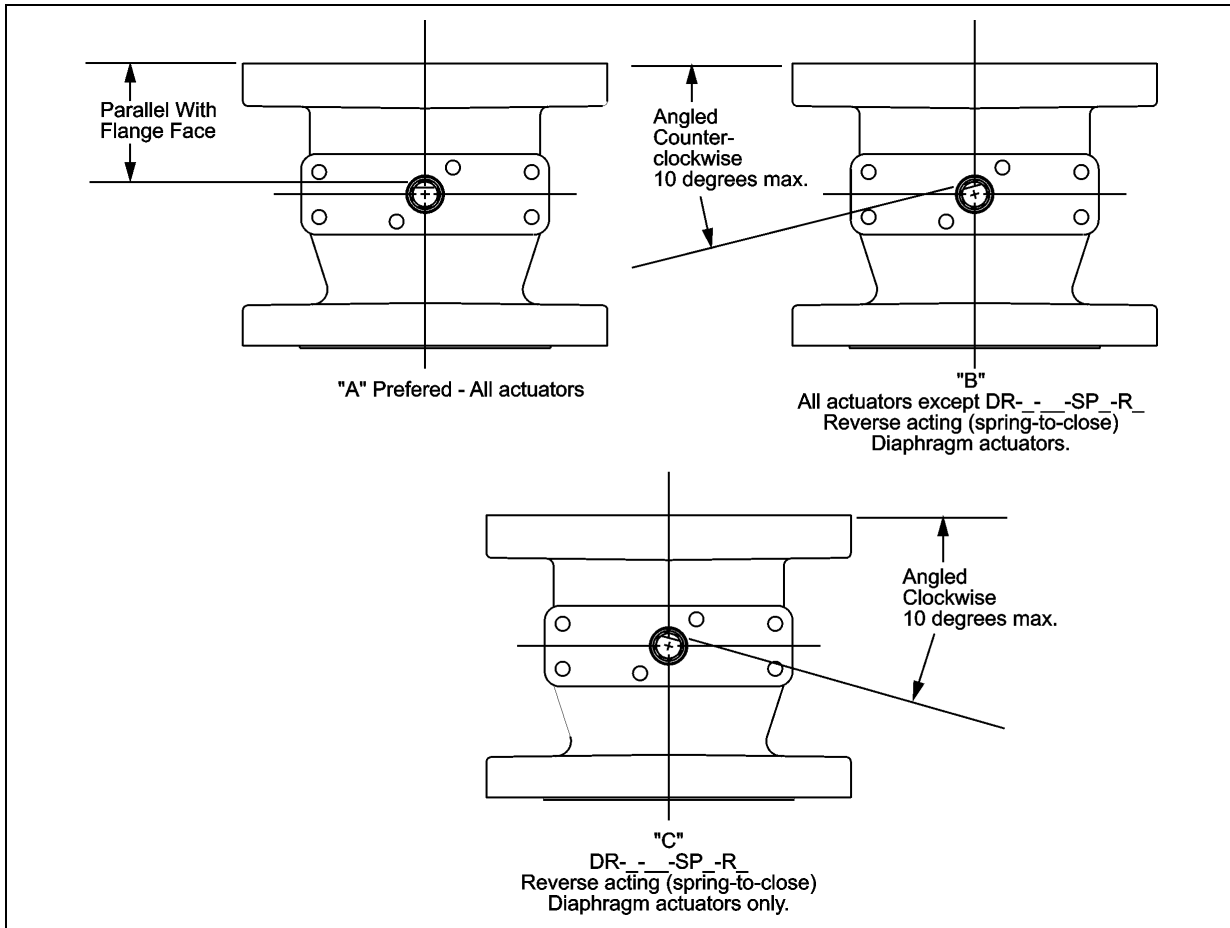 Parallel With
Flange Face
Angled
Counter-
clockwise
10 degrees max.
"A" Prefered - All actuators
"B"
All actuators except DR-_-__-SP_-R_
Reverse acting (spring-to-close)
Diaphragm actuators.
Angled
Clockwise
10 degrees max.
"C"
DR-_-__-SP_-R_
Reverse acting (spring-to-close)
Diaphragm actuators only.